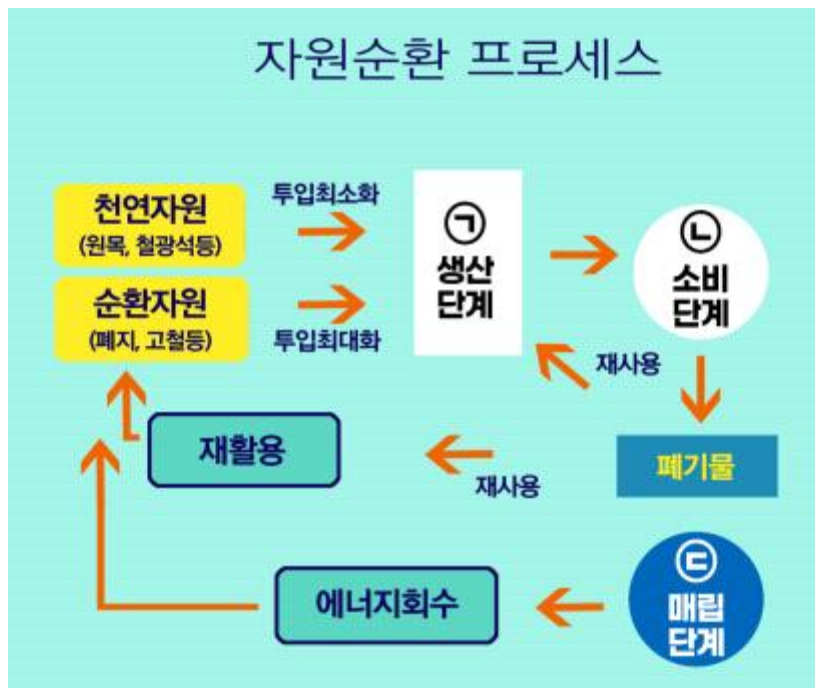 자원순환 프로세스
천연자원
(원목, 철광석등)
투입최소화
㉠
생산
단계
㉡
소비
단계
순환자원
(폐지, 고철등)
투입최대화
재사용
재활용
재사용
폐기물
㉢
매립
단계
에너지회수